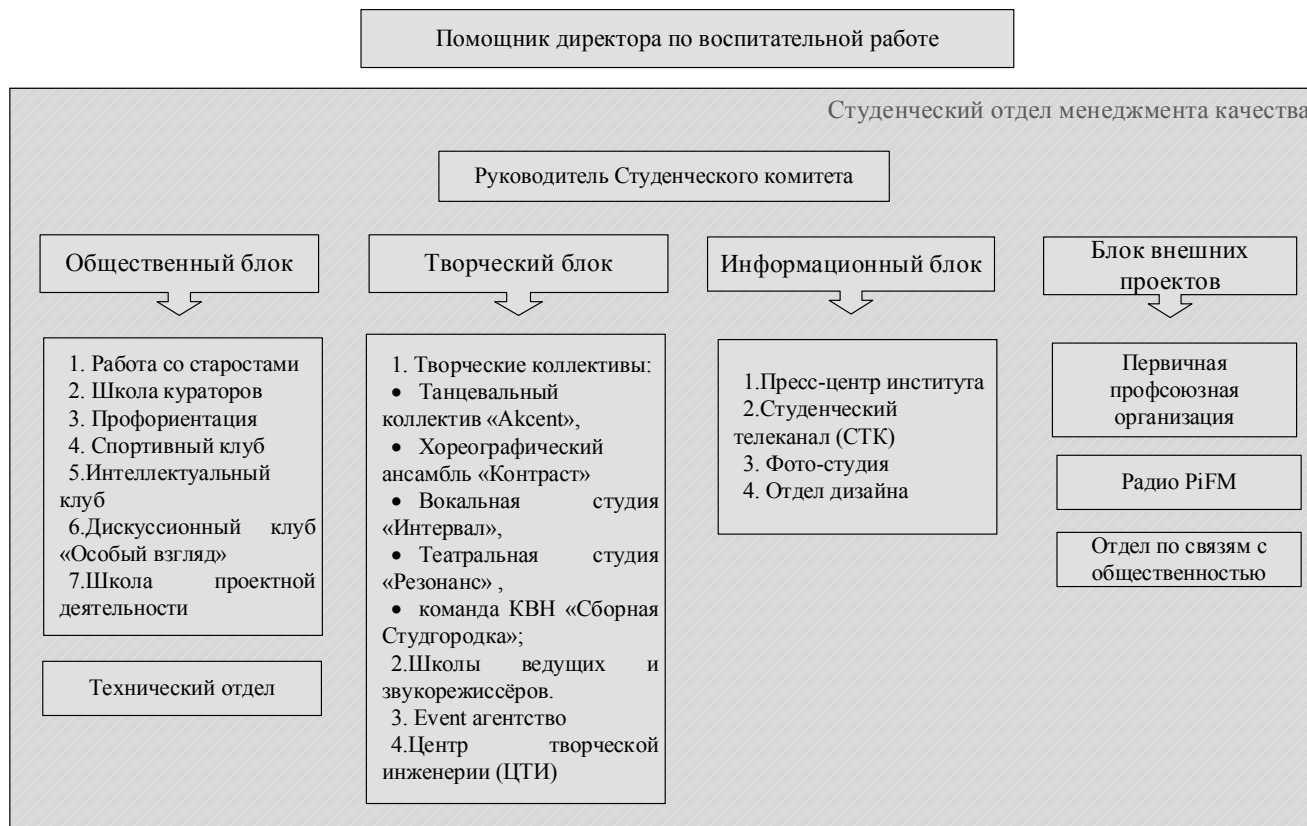 Помощник директора по воспитательной работе
Студенческий отдел менеджмента качества
Руководитель Студенческого комитета
Общественный блок
1. Работа со старостами
2. Школа кураторов
3. Профориентация
4. Спортивный клуб
5.Интеллектуальный
клуб
6.Дискуссионный клуб
«Особый взгляд»
7.Школа проектной
деятельности
Технический отдел
Творческий блок
1. Творческие коллективы:
• Танцевальный
коллектив «Akcent»,
• Хореографический
ансамбль «Контраст»
• Вокальная студия
«Интервал»,
• Театральная студия
«Резонанс» ,
• команда КВН «Сборная
Студгородка»;
2.Школы ведущих и
звукорежиссёров.
3. Event агентство
4.Центр творческой
инженерии (ЦТИ)
Информационный блок
1.Пресс-центр института
2.Студенческий
телеканал (СТК)
3. Фото-студия
4. Отдел дизайна
Блок внешних
проектов
Первичная
профсоюзная
организация
Радио PiFM
Отдел по связям с
общественностью